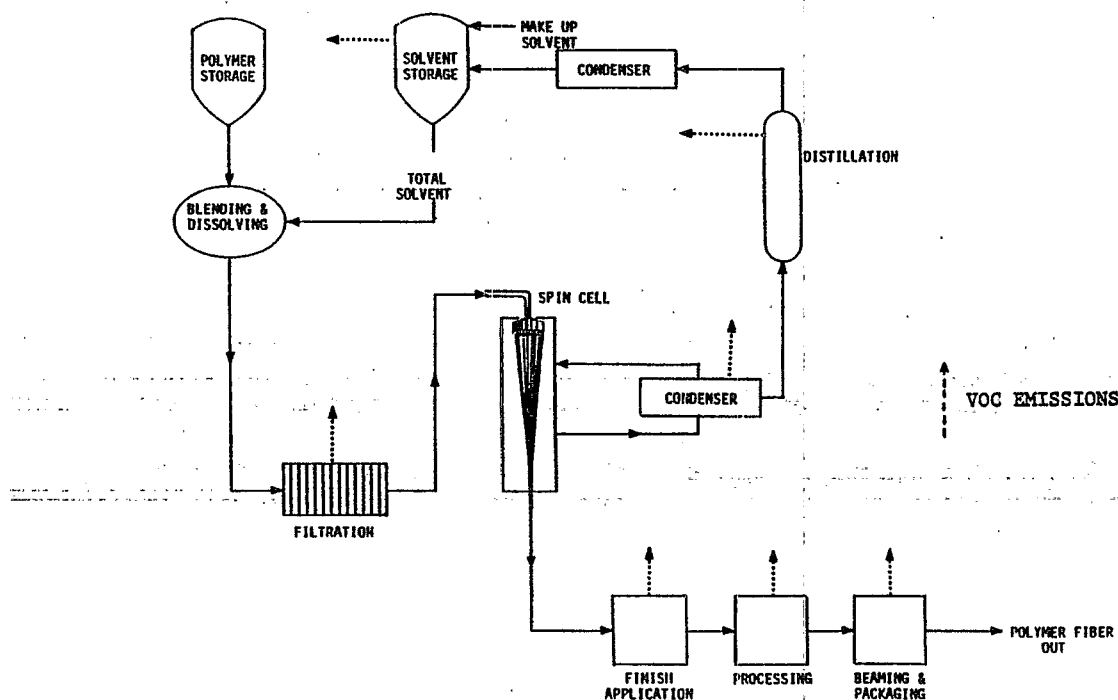 MAKE UP
SOLVENT
POLYMER
STORAGE
SOLVENT
STORAGE
CONDENSER
DISTILLATION
TOTAL
SOLVENT
BLENDING &
DISSOLVING
SPIN CELL
CONDENSER
VOC EMISSIONS
FILTRATION
POLYMER FIBER
OUT
FINISH
APPLICATION
PROCESSING
BEAMING &
PACKAGING